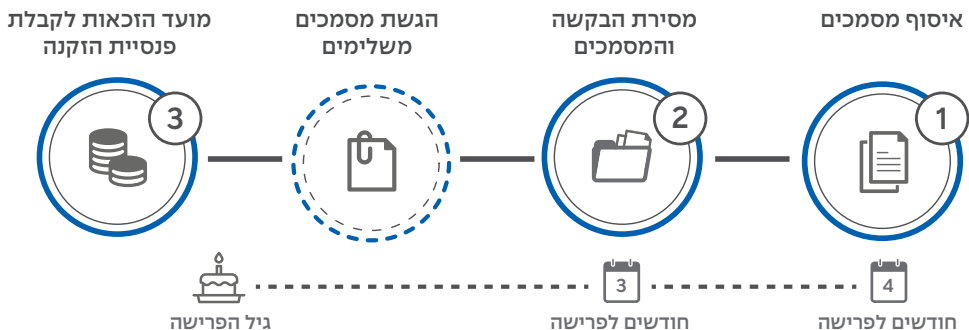 איסוף מסמכים
1
מסירת הבקשה
והמסמכים
2
הגשת מסמכים
משלימים
מועד הזכאות לקבלת
פנסיית הזקנה
3
4
חודשים לפרישה
3
חודשים לפרישה
גיל הפרישה